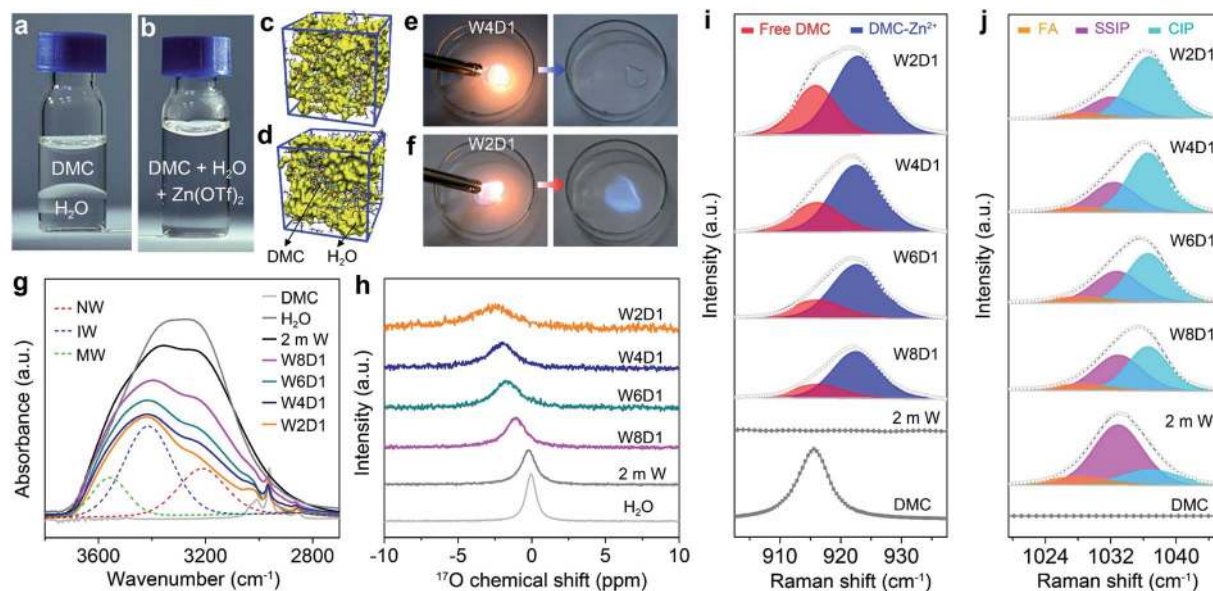 a
DMC
H₂O
b
DMC + H₂O
+ Zn(OTf)₂
c
d
DMC
H₂O
e
W4D1
f
W2D1
g
NW
IW
MW
DMC
H₂O
2 m W
W8D1
W6D1
W4D1
W2D1
Absorbance (a.u.)
3600
3200
2800
Wavenumber (cm⁻¹)
h
W2D1
W4D1
W6D1
W8D1
2 m W
H₂O
Intensity (a.u.)
-10
-5
0
5
10
¹⁷O chemical shift (ppm)
i
Free DMC
DMC-Zn²⁺
W2D1
W4D1
W6D1
W8D1
2 m W
DMC
Intensity (a.u.)
910
920
930
Raman shift (cm⁻¹)
j
FA
SSIP
CIP
W2D1
W4D1
W6D1
W8D1
2 m W
DMC
Intensity (a.u.)
1024
1032
1040
Raman shift (cm⁻¹)